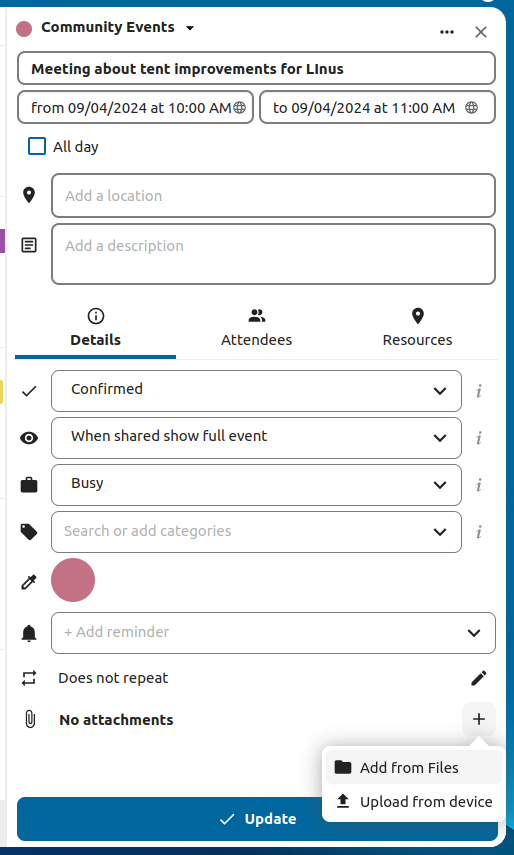 Community Events
Meeting about tent improvements for LInus
from 09/04/2024 at 10:00 AM
to 09/04/2024 at 11:00 AM
All day
Add a location
Add a description
Details
Attendees
Resources
Confirmed
When shared show full event
Busy
Search or add categories
+ Add reminder
Does not repeat
No attachments
Add from Files
Upload from device
Update